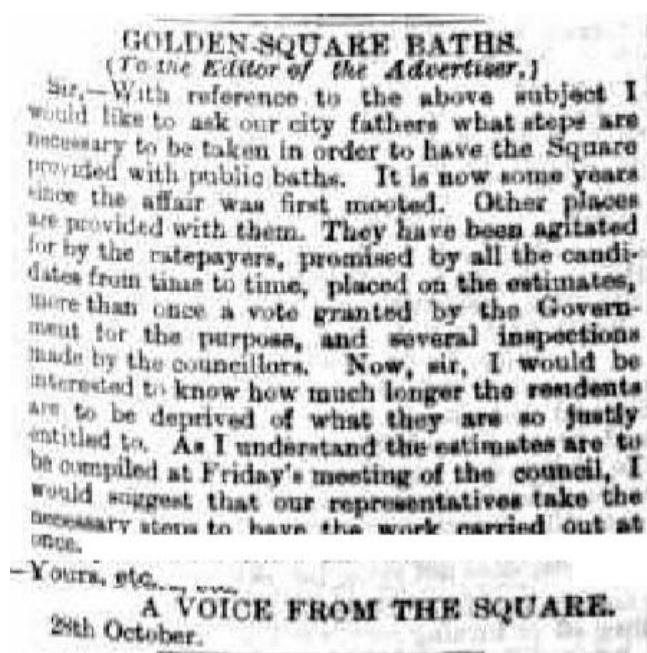 GOLDEN-SQUARE BATHS.
(To the Editor of the Advertiser.)
Sir,—With reference to the above subject I
would like to ask our city fathers what steps are
necessary to be taken in order to have the Square
provided with public baths. It is now some years
since the affair was first mooted. Other places
are provided with them. They have been agitated
for by the ratepayers, promised by all the candi-
dates from time to time, placed on the estimates,
more than once a vote granted by the Govern-
ment for the purpose, and several inspections
made by the councillors. Now, sir, I would be
interested to know how much longer the residents
are to be deprived of what they are so justly
entitled to. As I understand the estimates are to
be compiled at Friday's meeting of the council, I
would suggest that our representatives take the
necessary steps to have the work carried out at
once.
—Yours, etc.
A VOICE FROM THE SQUARE.
28th October.